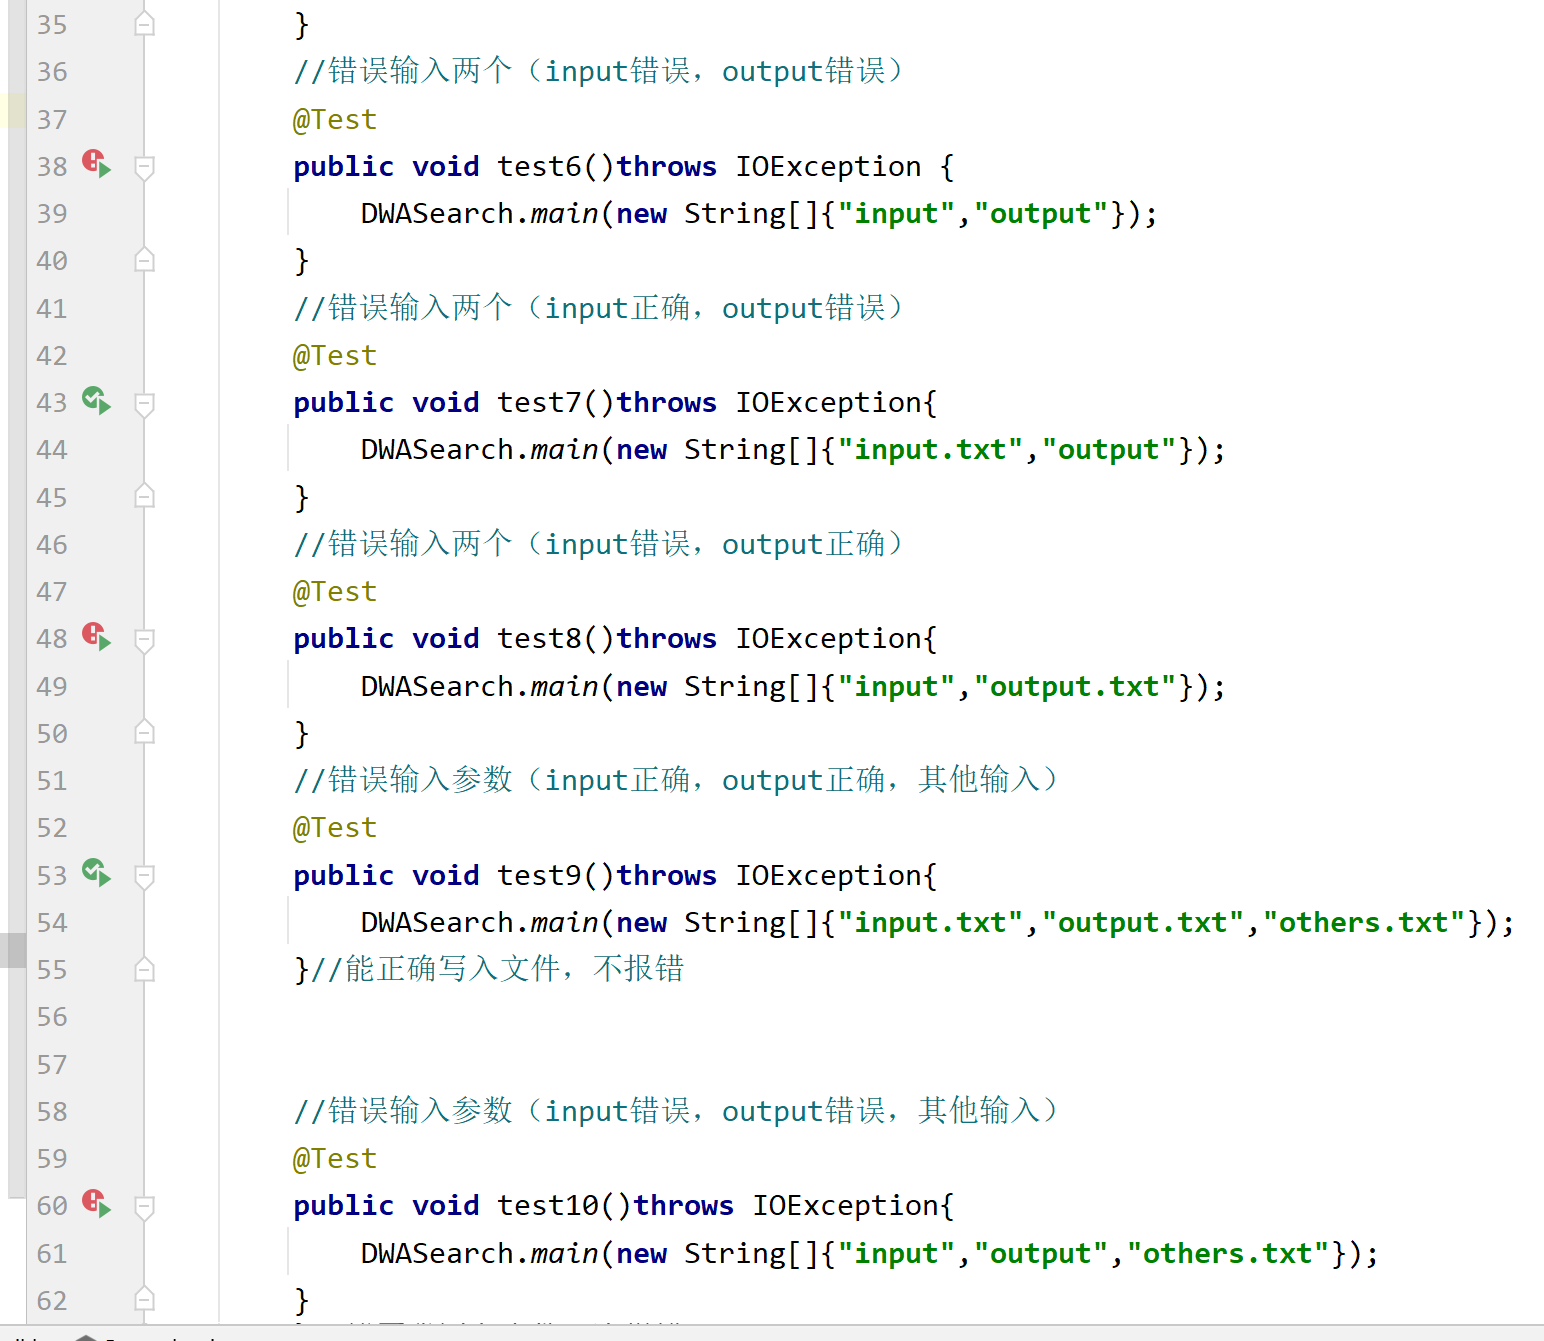 35 }
36 //错误输入两个（input错误，output错误）
37 @Test
38 public void test6()throws IOException {
39 DWASearch.main(new String[]{"input","output"});
40 }
41 //错误输入两个（input正确，output错误）
42 @Test
43 public void test7()throws IOException{
44 DWASearch.main(new String[]{"input.txt","output"});
45 }
46 //错误输入两个（input错误，output正确）
47 @Test
48 public void test8()throws IOException{
49 DWASearch.main(new String[]{"input","output.txt"});
50 }
51 //错误输入参数（input正确，output正确，其他输入）
52 @Test
53 public void test9()throws IOException{
54 DWASearch.main(new String[]{"input.txt","output.txt","others.txt"});
55 }//能正确写入文件，不报错
56
57
58 //错误输入参数（input错误，output错误，其他输入）
59 @Test
60 public void test10()throws IOException{
61 DWASearch.main(new String[]{"input","output","others.txt"});
62 }